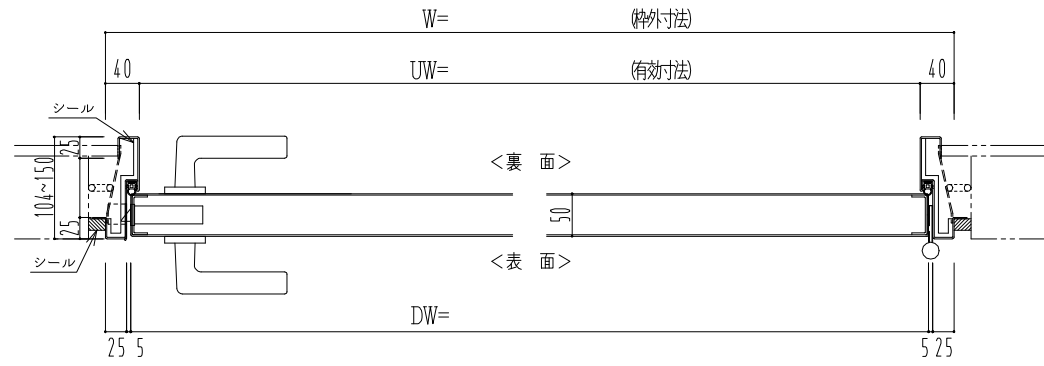 W= (枠外寸法)
40 UW= (有効寸法) 40
シール
25
104~150
25
シール
<裏 面>
50
<表 面>
DW=
25 5 5 25